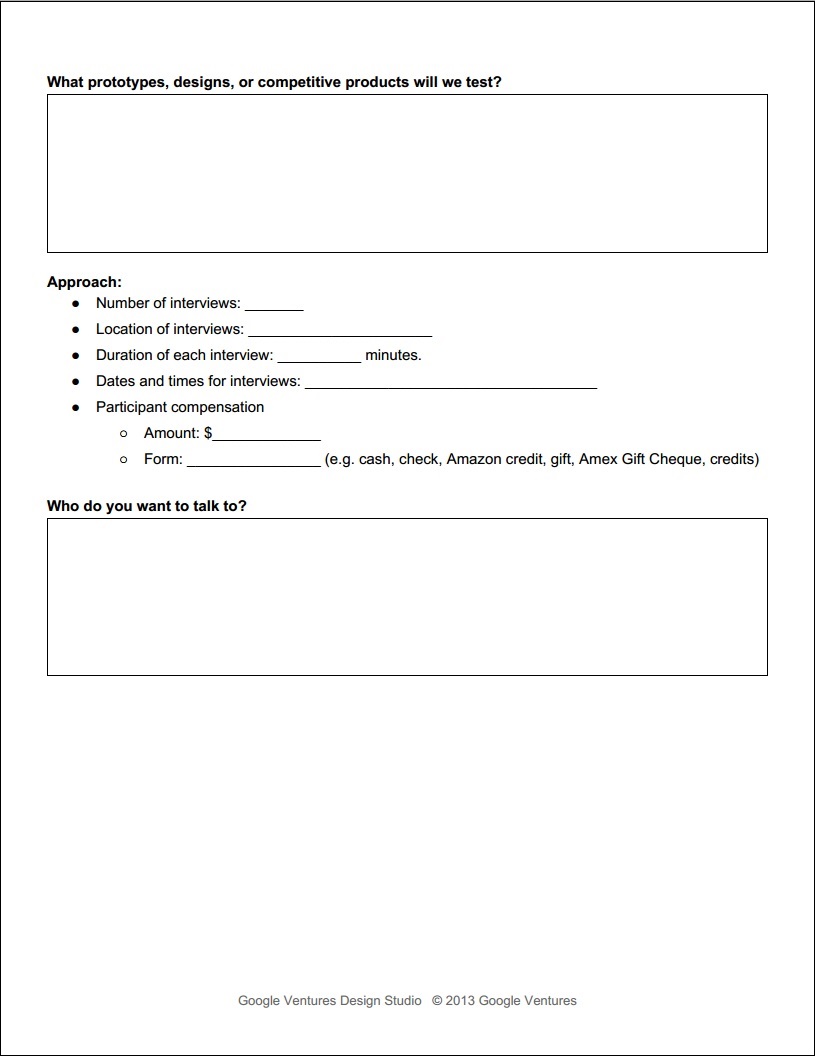 What prototypes, designs, or competitive products will we test?
Approach:
● Number of interviews: _______
● Location of interviews: ______________________
● Duration of each interview: __________ minutes.
● Dates and times for interviews: ___________________________________
● Participant compensation
○ Amount: $_____________
○ Form: ________________ (e.g. cash, check, Amazon credit, gift, Amex Gift Cheque, credits)
Who do you want to talk to?
Google Ventures Design Studio © 2013 Google Ventures